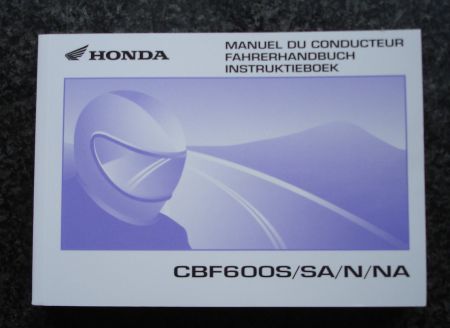 HONDA
MANUEL DU CONDUCTEUR
FAHRERHANDBUCH
INSTRUKTIEBOEK
CBF600S/SA/N/NA